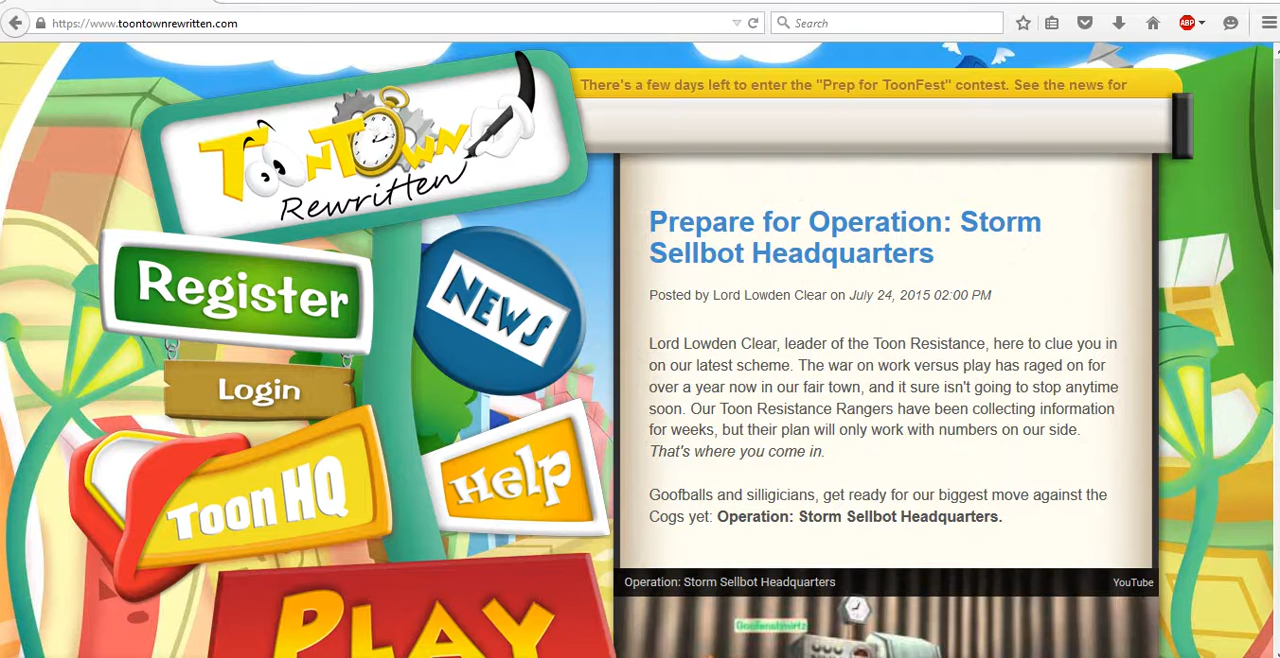 https://www.toontownrewritten.com
Search
ABP
There's a few days left to enter the "Prep for ToonFest" contest. See the news for
ToonTown
Rewritten
Register
NEWS
Login
Toon HQ
Help
PLAY
Prepare for Operation: Storm
Sellbot Headquarters
Posted by Lord Lowden Clear on July 24, 2015 02:00 PM
Lord Lowden Clear, leader of the Toon Resistance, here to clue you in
on our latest scheme. The war on work versus play has raged on for
over a year now in our fair town, and it sure isn't going to stop anytime
soon. Our Toon Resistance Rangers have been collecting information
for weeks, but their plan will only work with numbers on our side.
That's where you come in.
Goofballs and silligicians, get ready for our biggest move against the
Cogs yet: Operation: Storm Sellbot Headquarters.
Operation: Storm Sellbot Headquarters
YouTube